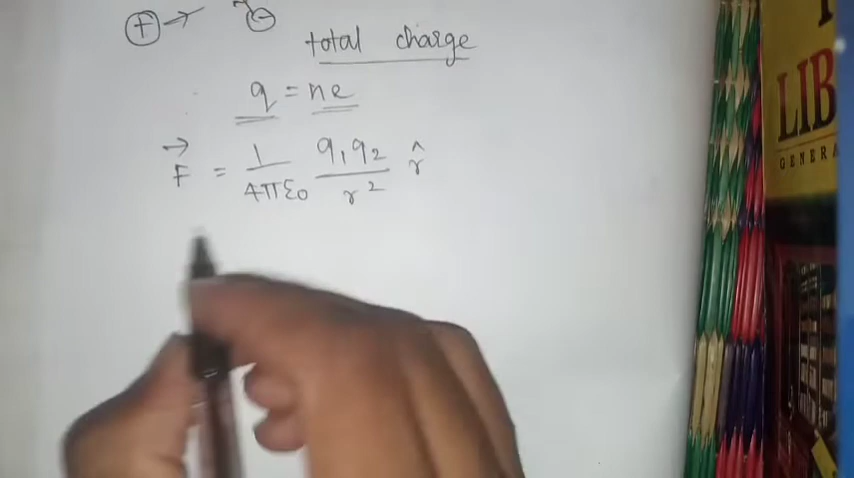 ⊕ → ⊖
total charge
q = ne
F⃗ = 1/4πε₀ q₁q₂/r² r̂
LIB
GENERA